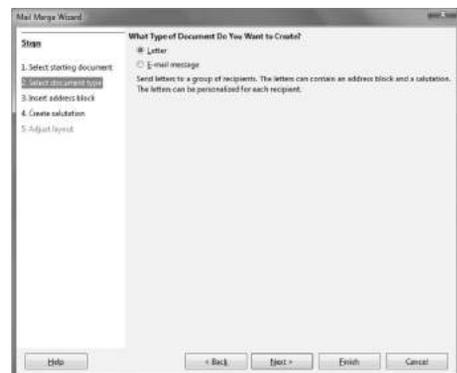 Mail Merge Wizard
Steps
1. Select starting document
2. Select document type
3. Insert address block
4. Create salutation
5. Adjust layout
What Type of Document Do You Want to Create?
Letter
E-mail message
Send letters to a group of recipients. The letters can contain an address block and a salutation.
The letters can be personalized for each recipient.
Help
< Back
Next >
Finish
Cancel